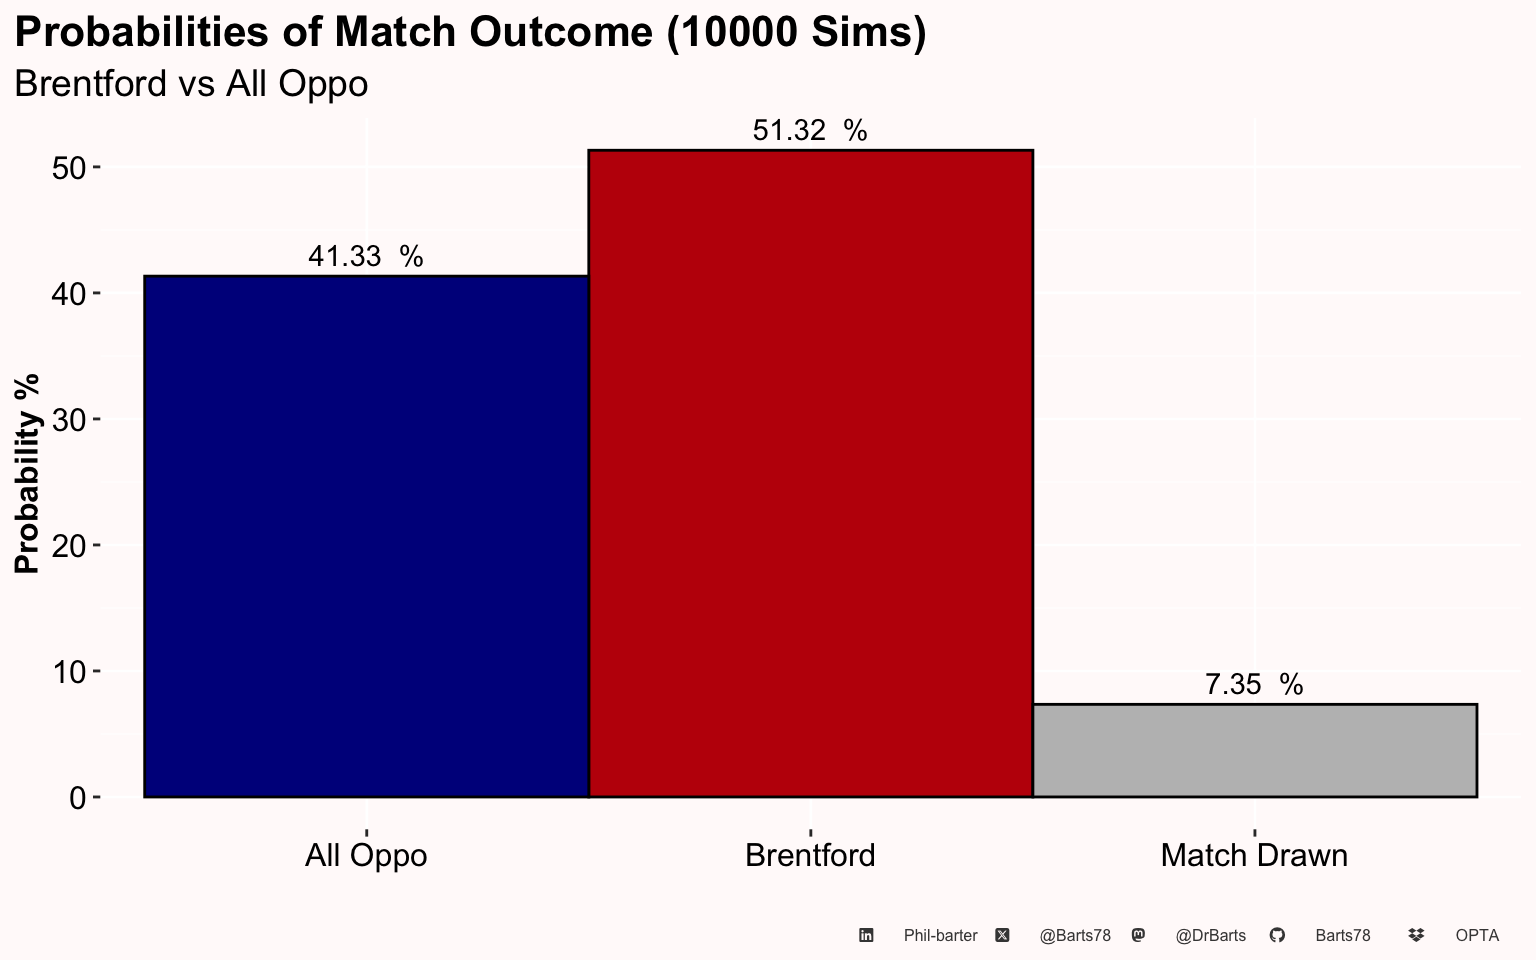 Probabilities of Match Outcome (10000 Sims)
Brentford vs All Oppo
Probability %
50
40
30
20
10
0
41.33 %
51.32 %
7.35 %
All Oppo
Brentford
Match Drawn
Phil-barter @Barts78 @DrBarts Barts78 OPTA